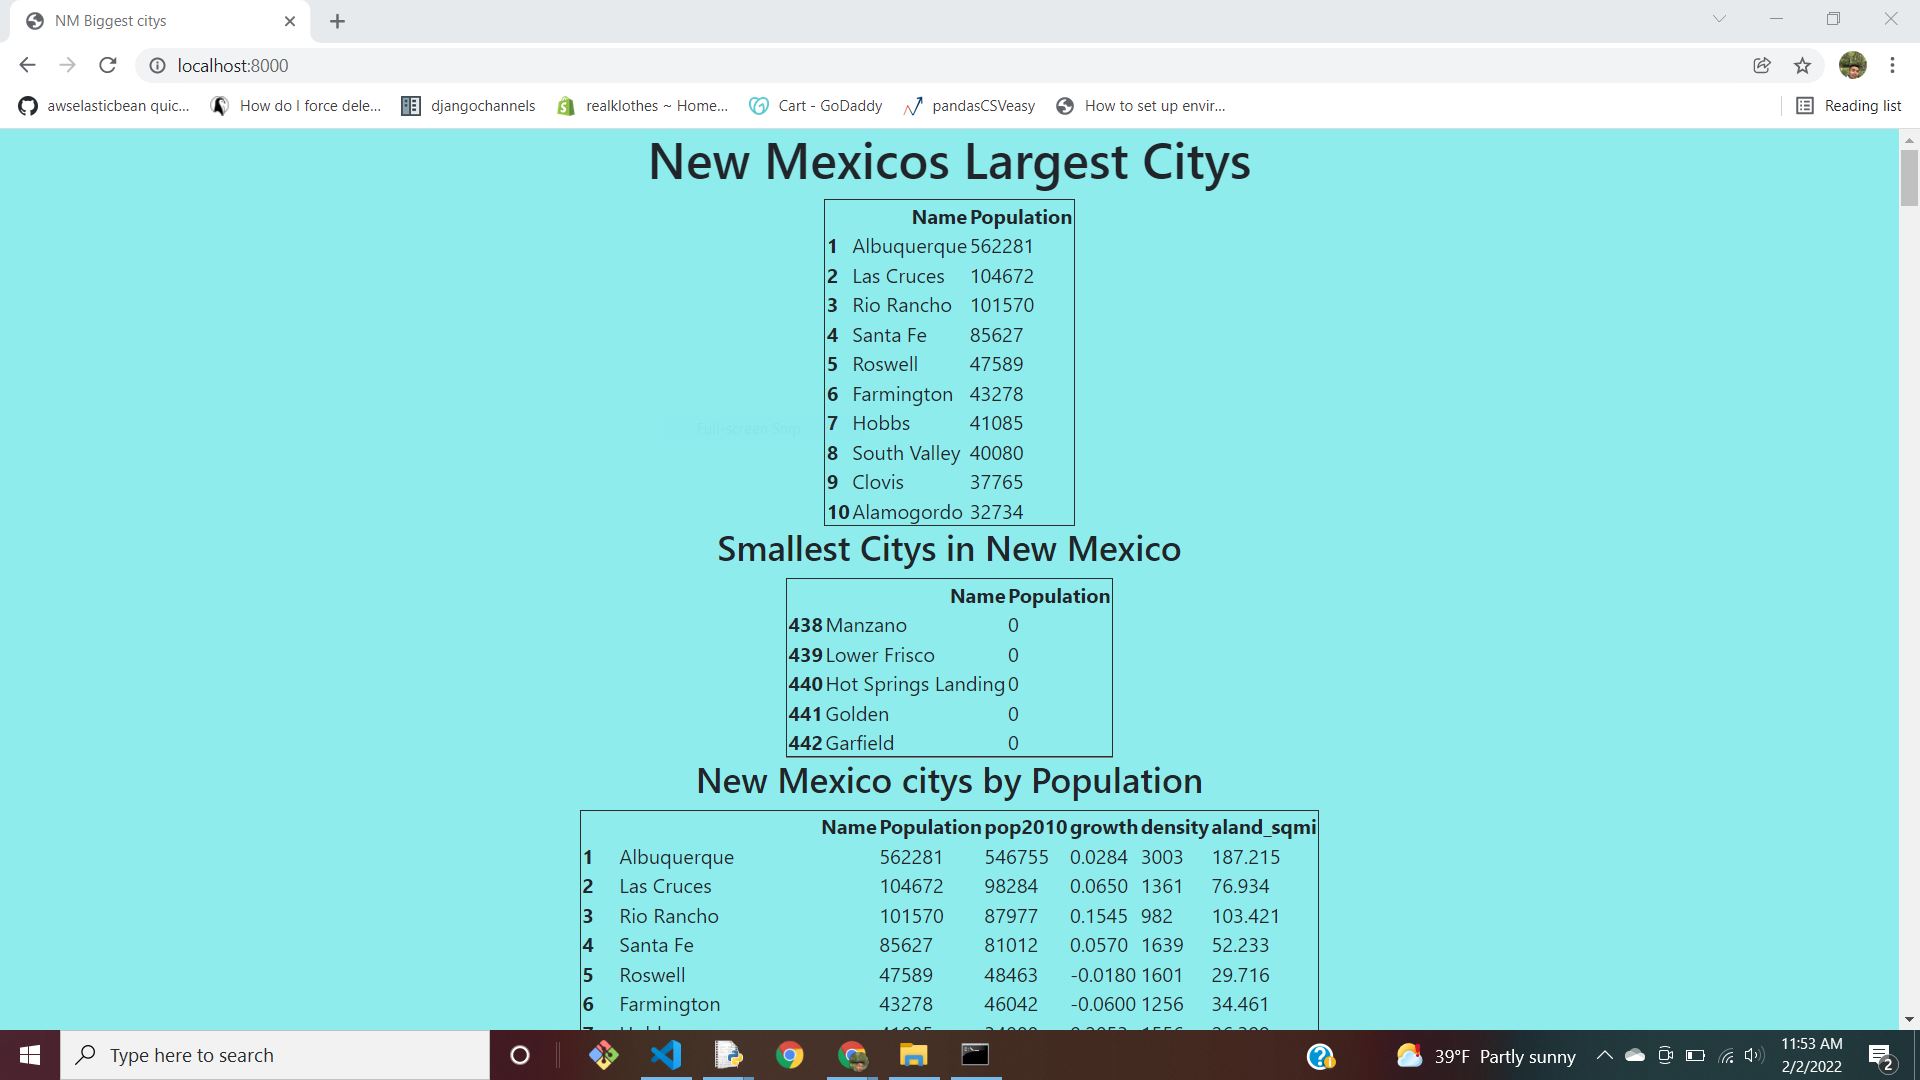 NM Biggest citys
localhost:8000
awselasticbean quic... How do I force dele... djangochannels realklothes ~ Home... Cart - GoDaddy pandasCSVeasy How to set up envir... Reading list
New Mexicos Largest Citys
Name Population
1 Albuquerque 562281
2 Las Cruces 104672
3 Rio Rancho 101570
4 Santa Fe 85627
5 Roswell 47589
6 Farmington 43278
7 Hobbs 41085
Full-screen Snip
8 South Valley 40080
9 Clovis 37765
10 Alamogordo 32734
Smallest Citys in New Mexico
Name Population
438 Manzano 0
439 Lower Frisco 0
440 Hot Springs Landing 0
441 Golden 0
442 Garfield 0
New Mexico citys by Population
Name Population pop2010 growth density aland_sqmi
1 Albuquerque 562281 546755 0.0284 3003 187.215
2 Las Cruces 104672 98284 0.0650 1361 76.934
3 Rio Rancho 101570 87977 0.1545 982 103.421
4 Santa Fe 85627 81012 0.0570 1639 52.233
5 Roswell 47589 48463 -0.0180 1601 29.716
6 Farmington 43278 46042 -0.0600 1256 34.461
Type here to search
39°F Partly sunny
11:53 AM
2/2/2022
2